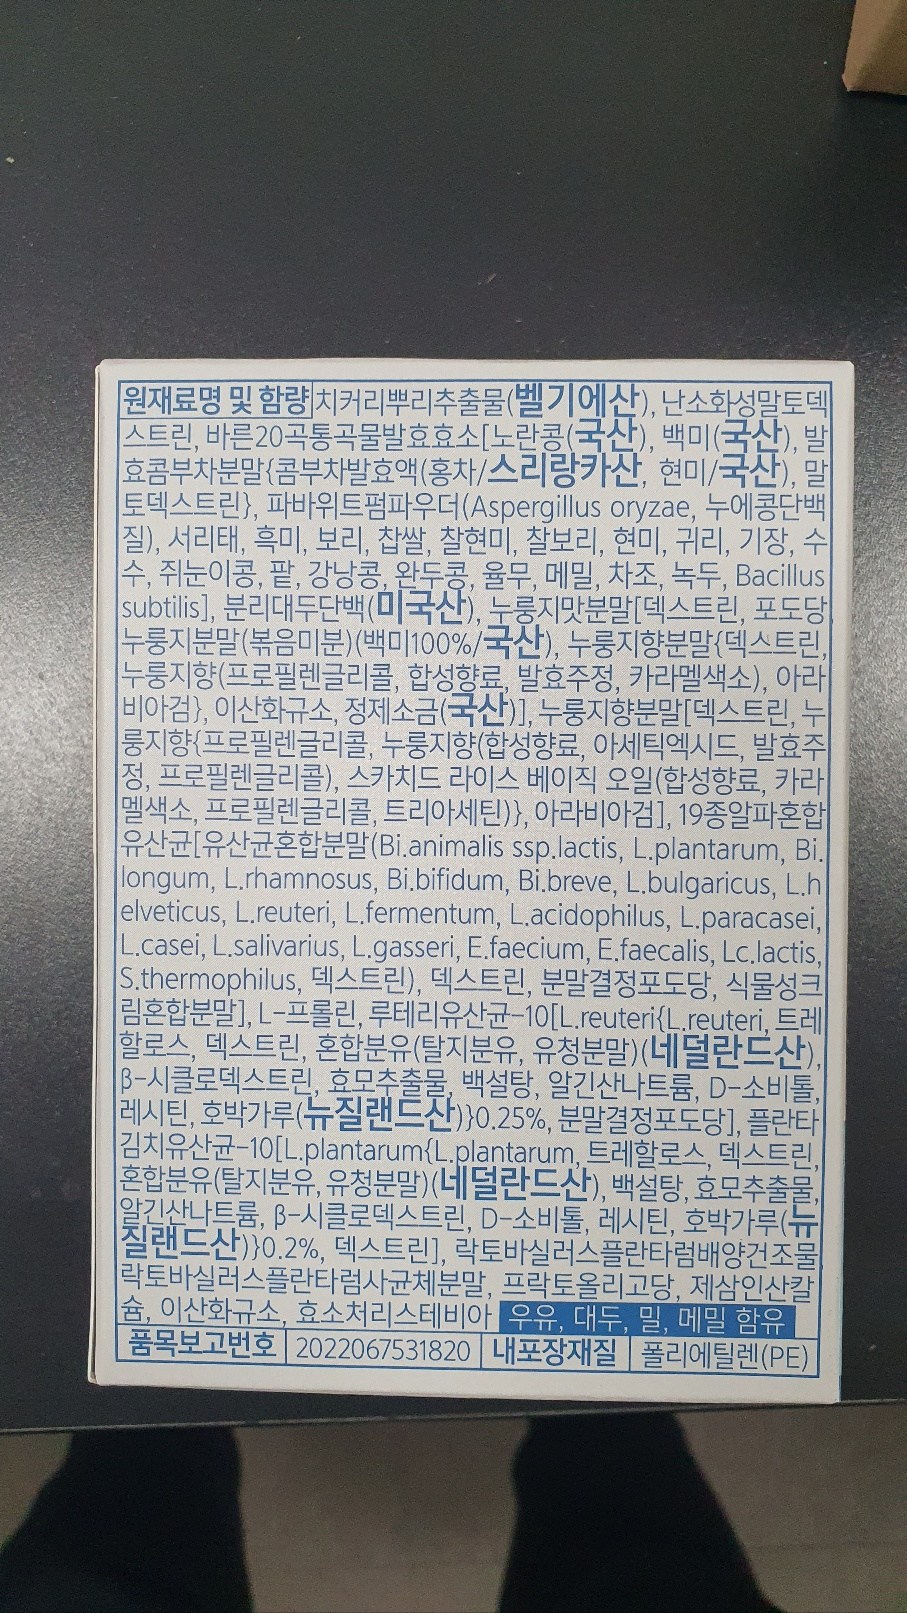 원재료명 및 함량 치커리뿌리추출물(벨기에산), 난소화성말토덱
스트린, 바른20곡통곡물발효효소[노란콩(국산), 백미(국산), 발
효콤부차분말{콤부차발효액(홍차/스리랑카산, 현미/국산), 말
토덱스트린}, 파바위트펌파우더(Aspergillus oryzae, 누에콩단백
질), 서리태, 흑미, 보리, 찹쌀, 찰현미, 찰보리, 현미, 귀리, 기장, 수
수, 쥐눈이콩, 팥, 강낭콩, 완두콩, 율무, 메밀, 차조, 녹두, Bacillus
subtilis], 분리대두단백(미국산), 누룽지맛분말[덱스트린, 포도당
누룽지분말(볶음미분)(백미100%/국산), 누룽지향분말{덱스트린,
누룽지향(프로필렌글리콜, 합성향료, 발효주정, 카라멜색소), 아라
비아검}, 이산화규소, 정제소금(국산)], 누룽지향분말[덱스트린, 누
룽지향{프로필렌글리콜, 누룽지향(합성향료, 아세틱엑시드, 발효주
정, 프로필렌글리콜), 스카치드 라이스 베이직 오일(합성향료, 카라
멜색소, 프로필렌글리콜, 트리아세틴)}, 아라비아검], 19종알파혼합
유산균[유산균혼합분말(Bi.animalis ssp.lactis, L.plantarum, Bi.
longum, L.rhamnosus, Bi.bifidum, Bi.breve, L.bulgaricus, L.h
elveticus, L.reuteri, L.fermentum, L.acidophilus, L.paracasei,
L.casei, L.salivarius, L.gasseri, E.faecium, E.faecalis, Lc.lactis,
S.thermophilus, 덱스트린), 덱스트린, 분말결정포도당, 식물성크
림혼합분말], L-프롤린, 루테리유산균-10[L.reuteri{L.reuteri, 트레
할로스, 덱스트린, 혼합분유(탈지분유, 유청분말)(네덜란드산),
β-시클로덱스트린, 효모추출물, 백설탕, 알긴산나트륨, D-소비톨,
레시틴, 호박가루(뉴질랜드산)}0.25%, 분말결정포도당], 플란타
김치유산균-10[L.plantarum{L.plantarum, 트레할로스, 덱스트린,
혼합분유(탈지분유, 유청분말)(네덜란드산), 백설탕, 효모추출물,
알긴산나트륨, β-시클로덱스트린, D-소비톨, 레시틴, 호박가루(뉴
질랜드산)}0.2%, 덱스트린], 락토바실러스플란타럼배양건조물
락토바실러스플란타럼사균체분말, 프락토올리고당, 제삼인산칼
슘, 이산화규소, 효소처리스테비아 우유, 대두, 밀, 메밀 함유
품목보고번호 2022067531820 내포장재질 폴리에틸렌(PE)